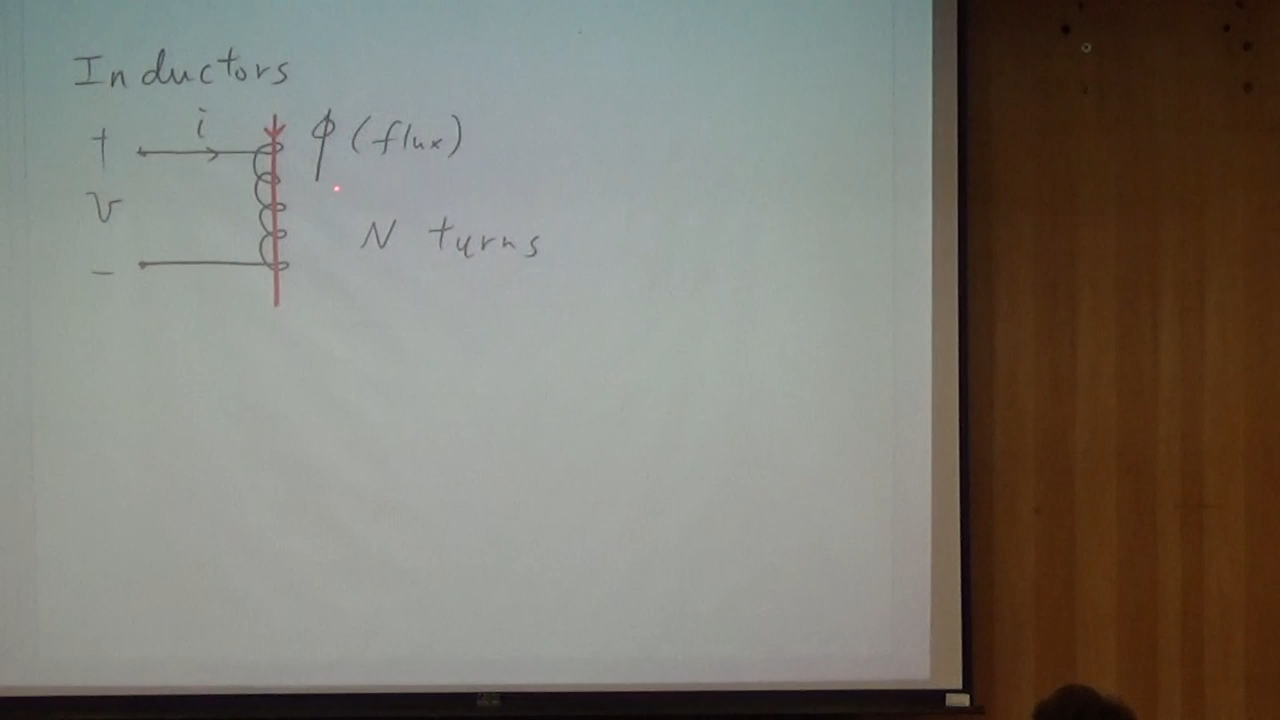 Inductors
+ i ϕ (flux)
v
N turns
-